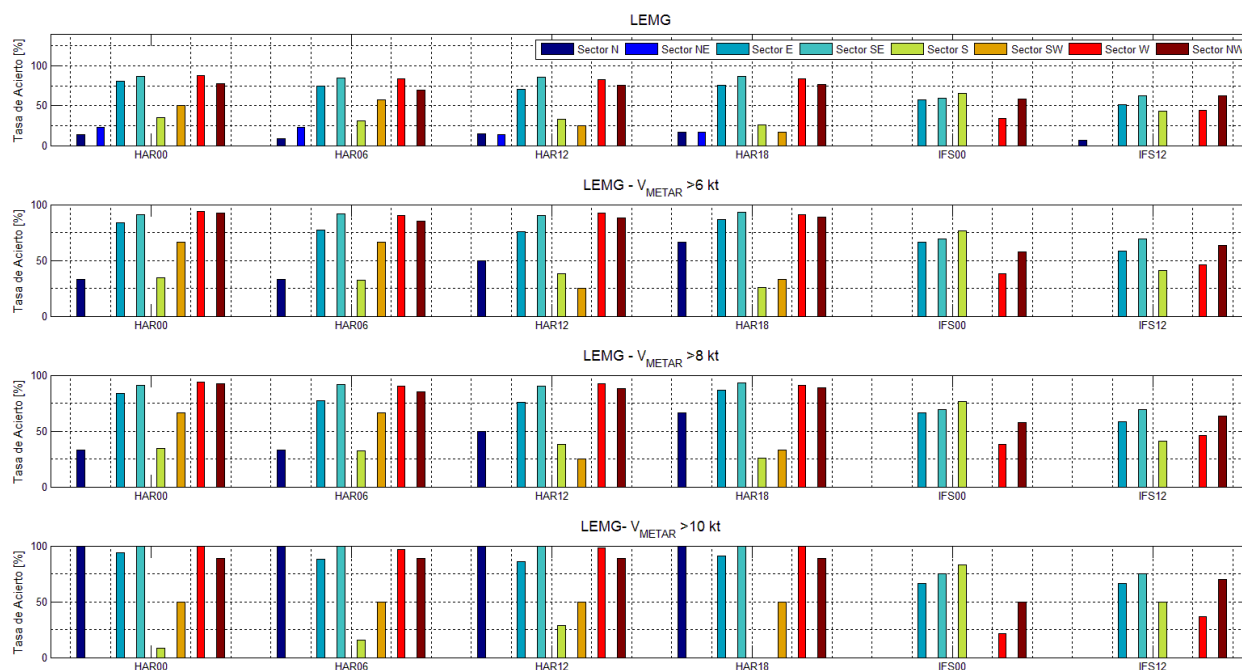 LEMG
Tasa de Acierto [%]
Sector N Sector NE Sector E Sector SE Sector S Sector SW Sector W Sector NW
100
50
0
HAR00 HAR06 HAR12 HAR18 IFS00 IFS12
LEMG - VMETAR >6 kt
Tasa de Acierto [%]
100
50
0
HAR00 HAR06 HAR12 HAR18 IFS00 IFS12
LEMG - VMETAR >8 kt
Tasa de Acierto [%]
100
50
0
HAR00 HAR06 HAR12 HAR18 IFS00 IFS12
LEMG- VMETAR >10 kt
Tasa de Acierto [%]
100
50
0
HAR00 HAR06 HAR12 HAR18 IFS00 IFS12